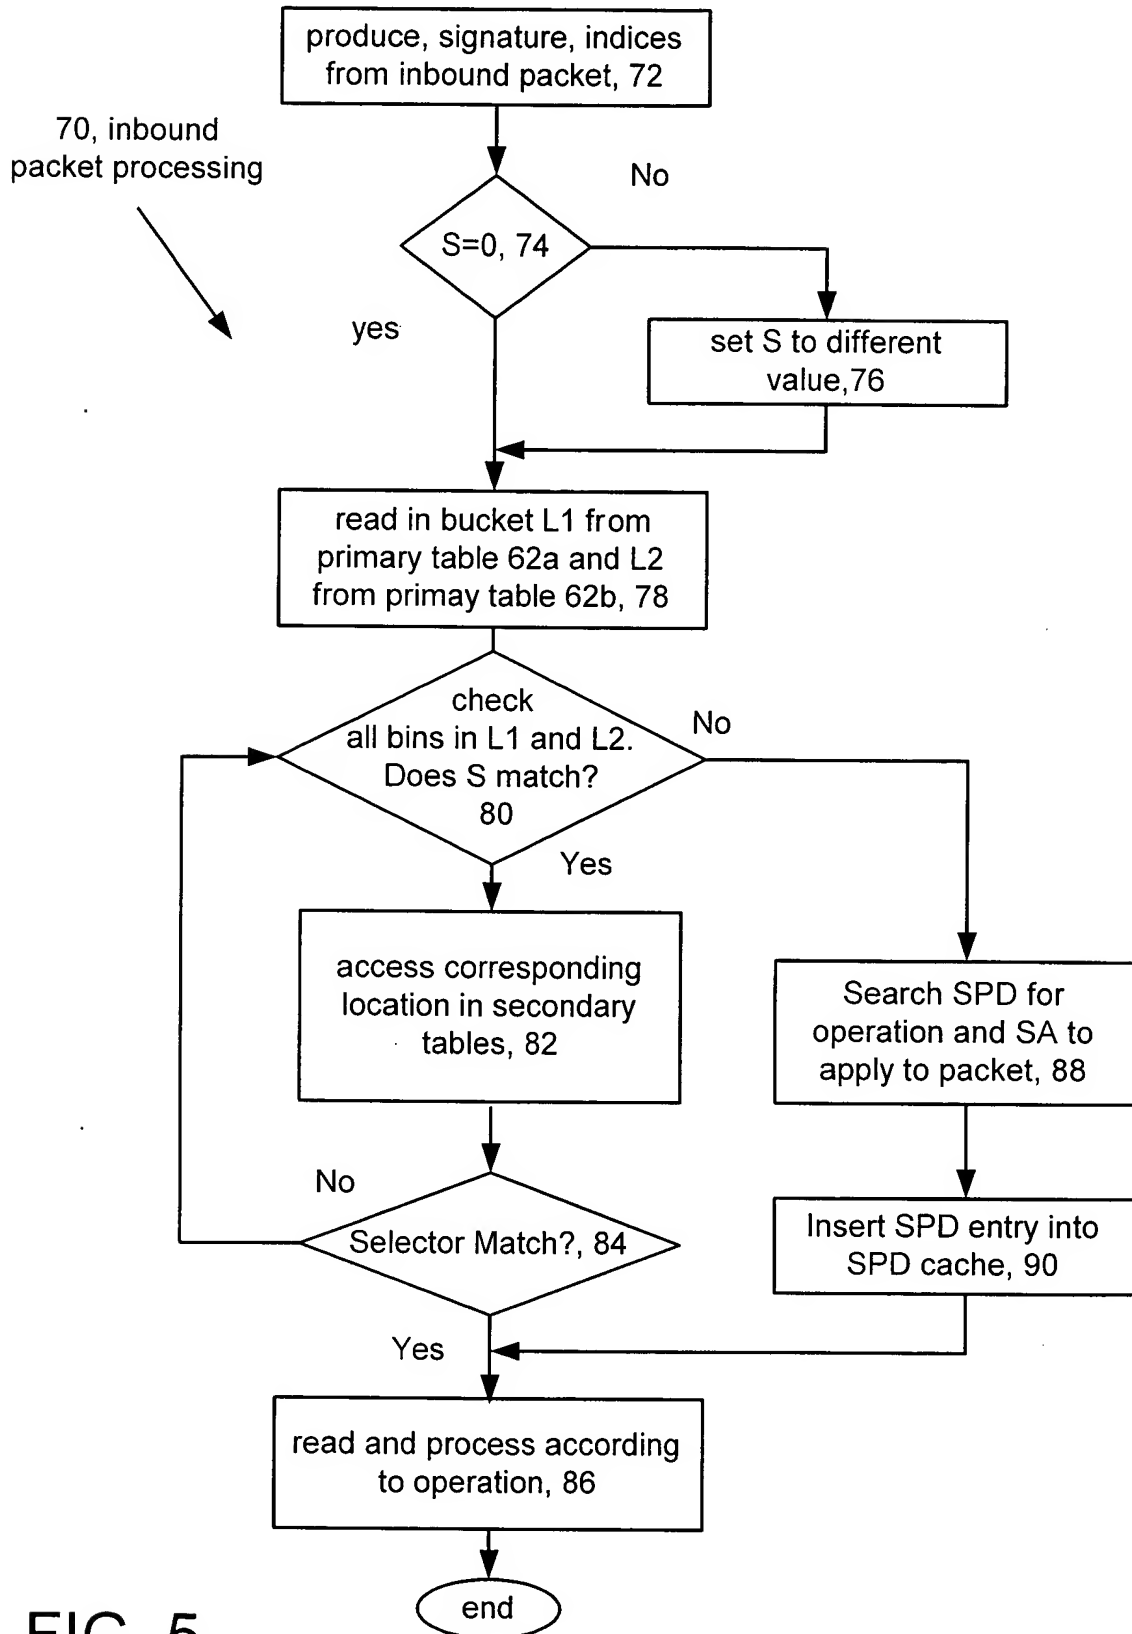 produce, signature, indices
from inbound packet, 72
70, inbound
packet processing
No
S=0, 74
yes
set S to different
value,76
read in bucket L1 from
primary table 62a and L2
from primay table 62b, 78
check
all bins in L1 and L2.
Does S match?
80
No
Yes
access corresponding
location in secondary
tables, 82
Search SPD for
operation and SA to
apply to packet, 88
No
Selector Match?, 84
Insert SPD entry into
SPD cache, 90
Yes
read and process according
to operation, 86
end
FIG. 5